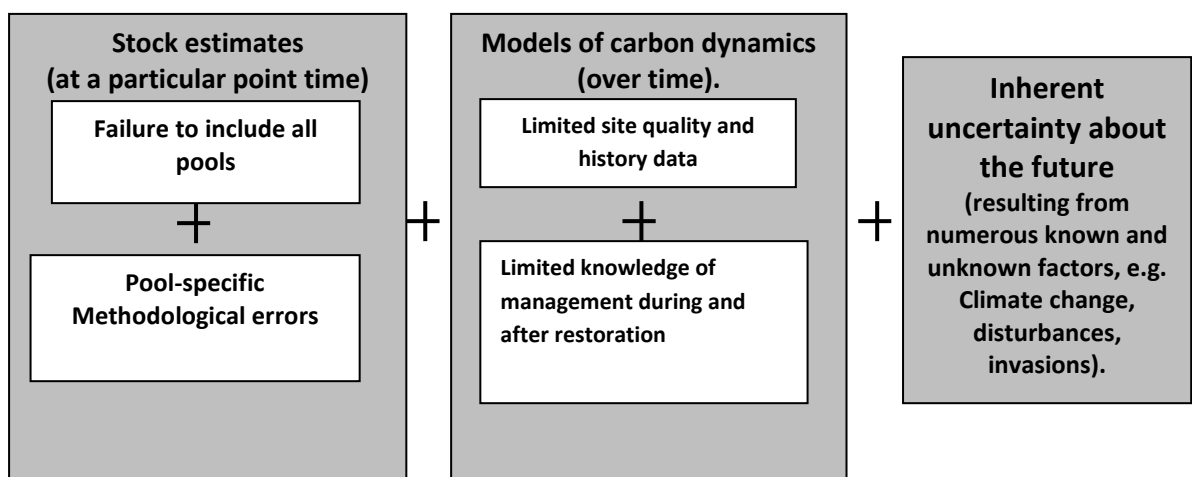 Stock estimates
(at a particular point time)
Failure to include all
pools
+
Pool-specific
Methodological errors
+
Models of carbon dynamics
(over time).
Limited site quality and
history data
+
Limited knowledge of
management during and
after restoration
+
Inherent
uncertainty about
the future
(resulting from
numerous known and
unknown factors, e.g.
Climate change,
disturbances,
invasions).